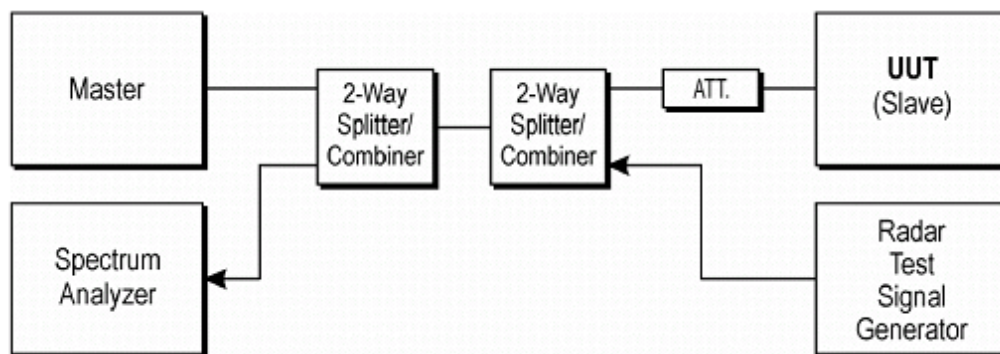 Master
2-Way
Splitter/
Combiner
2-Way
Splitter/
Combiner
ATT.
UUT
(Slave)
Spectrum
Analyzer
Radar
Test
Signal
Generator